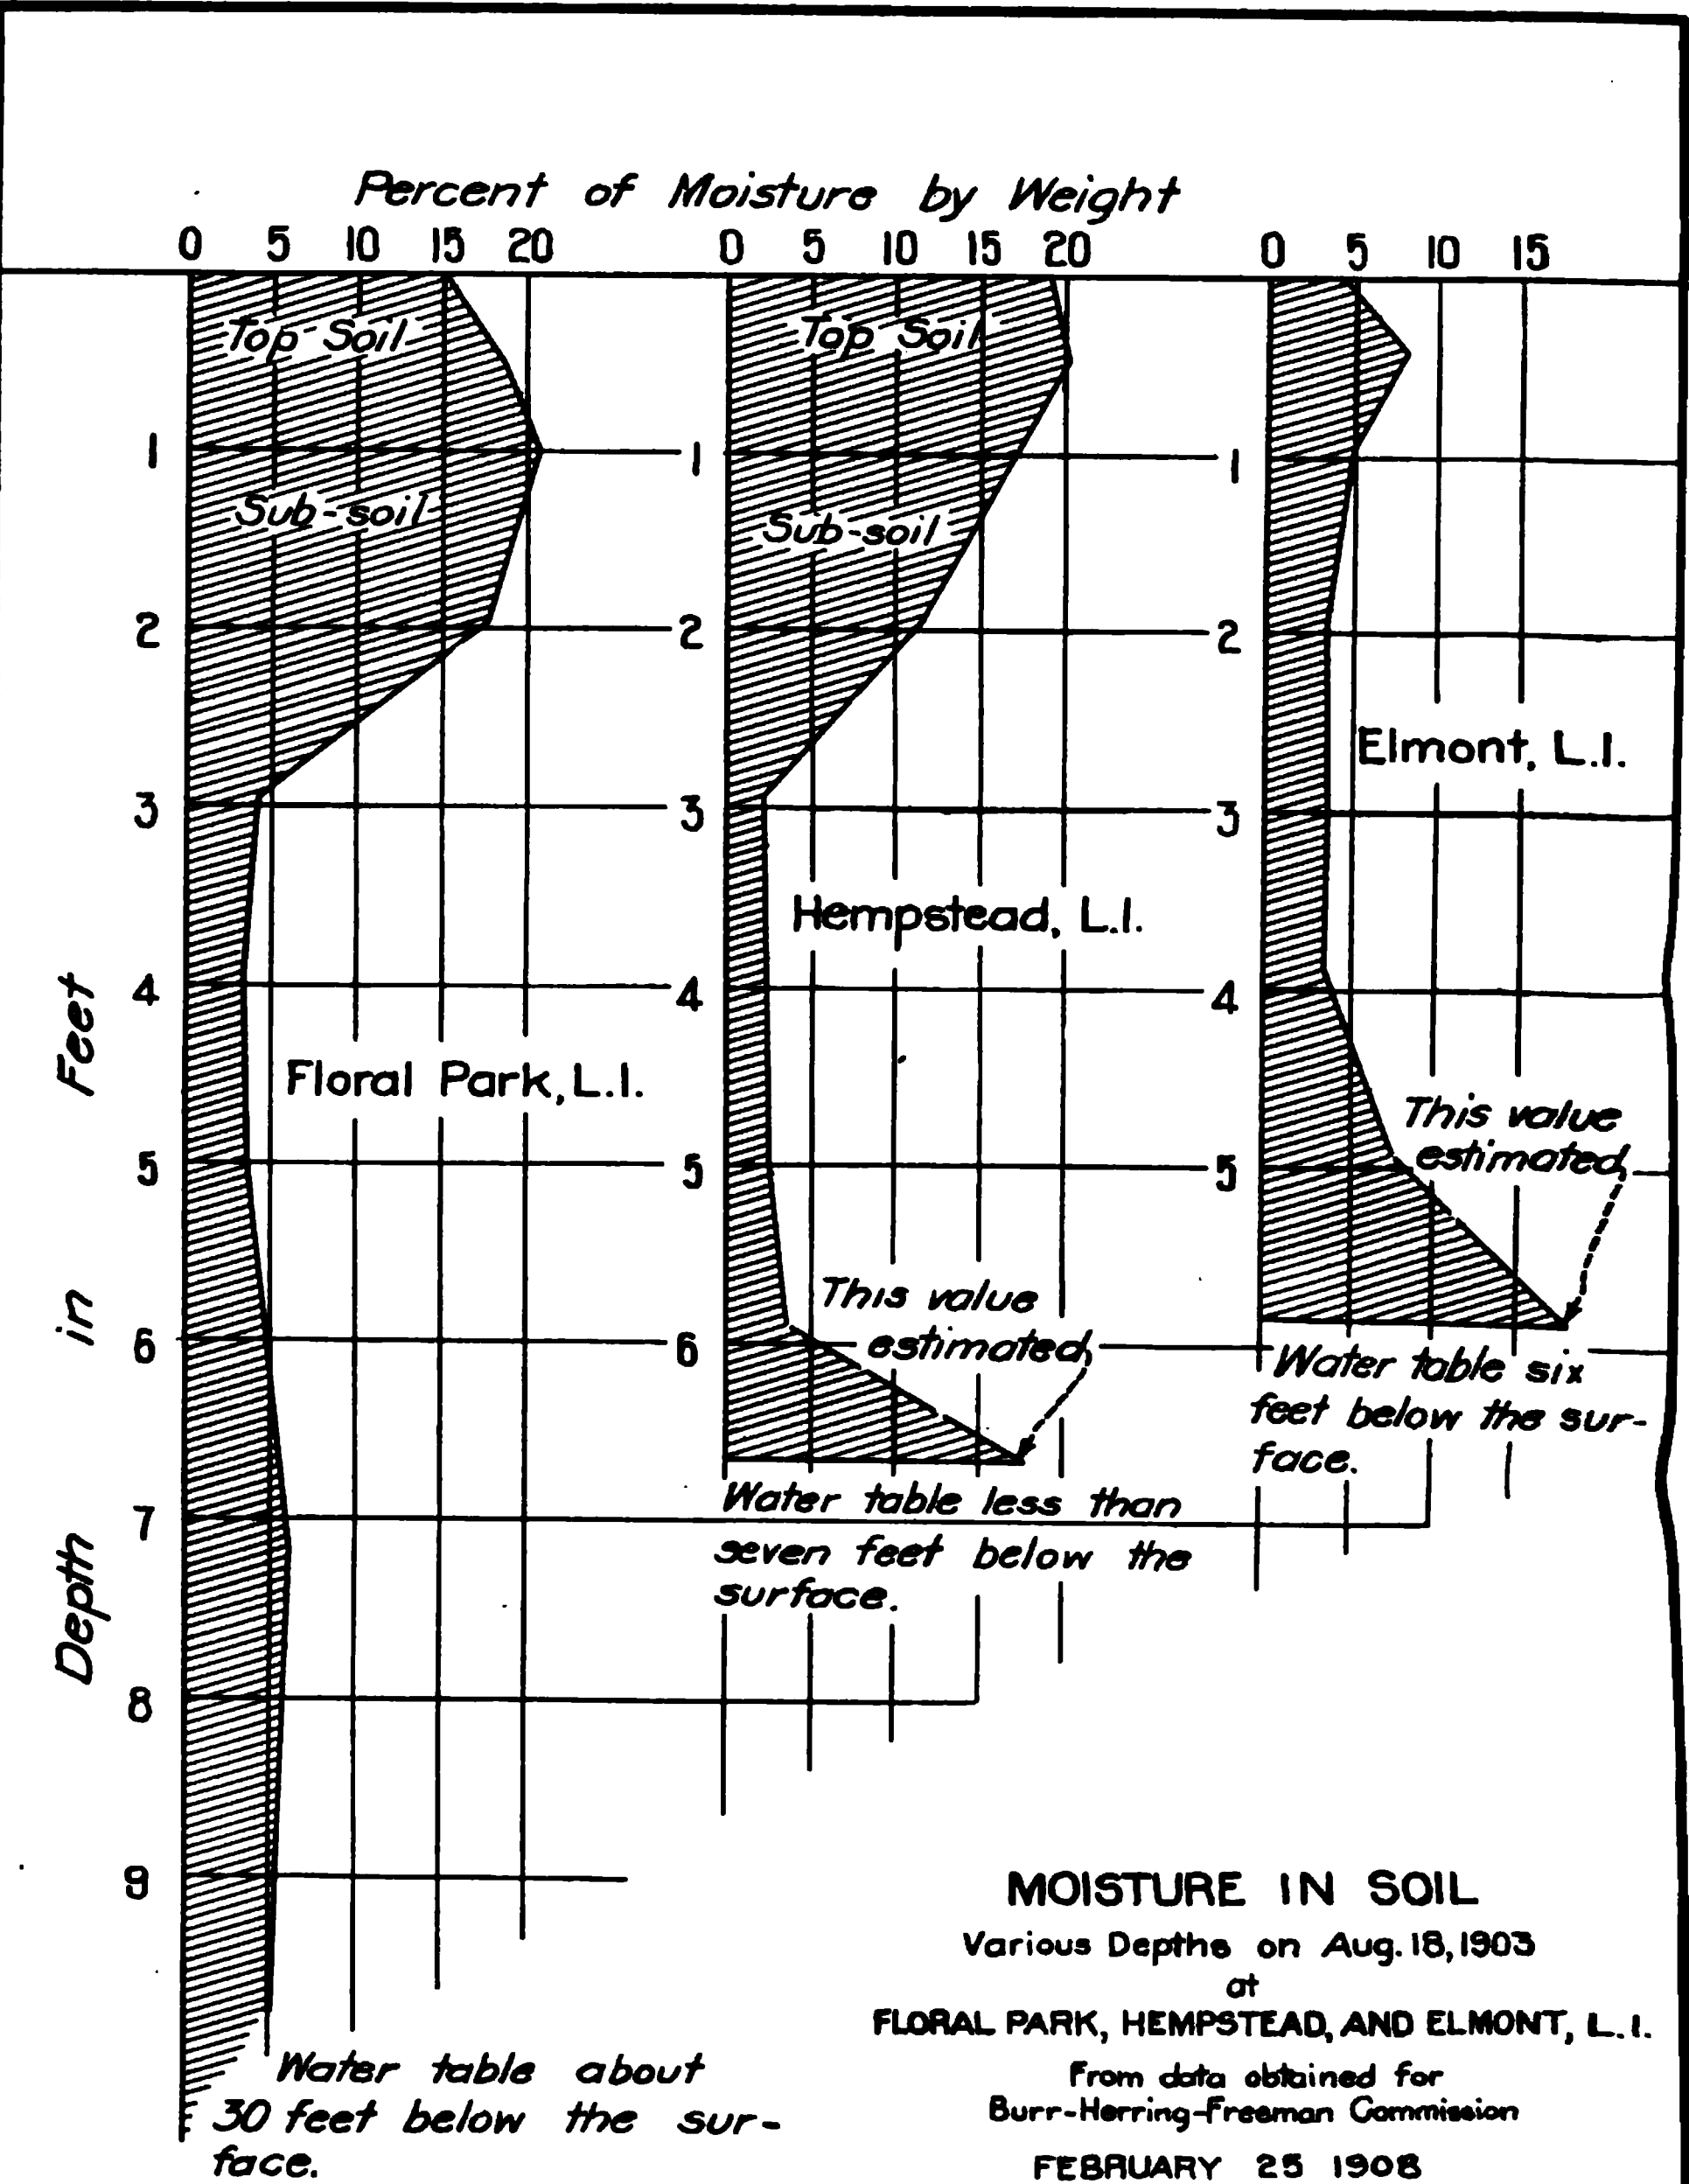 Percent of Moisture by Weight
0 5 10 15 20 0 5 10 15 20 0 5 10 15
Top Soil Top Soil
1 1 1
Sub-soil Sub-soil
2 2 2
Elmont, L.I.
3 3 3
Hempstead, L.I.
4 4 4
Floral Park, L.I.
This value
estimated
5 5 5
This value
estimated
6 6
Water table six
feet below the sur-
face.
Water table less than
seven feet below the
surface.
7
8
9
Depth in Feet
Water table about
30 feet below the sur-
face.
MOISTURE IN SOIL
Various Depths on Aug. 18, 1903
at
FLORAL PARK, HEMPSTEAD, AND ELMONT, L.I.
From data obtained for
Burr-Herring-Freeman Commission
FEBRUARY 25 1908